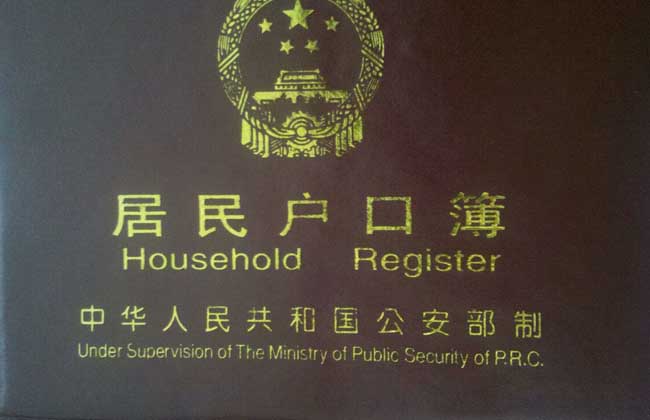 居民户口簿
Household Register
中华人民共和国公安部制
Under Supervision of The Ministry of Public Security of P.R.C.